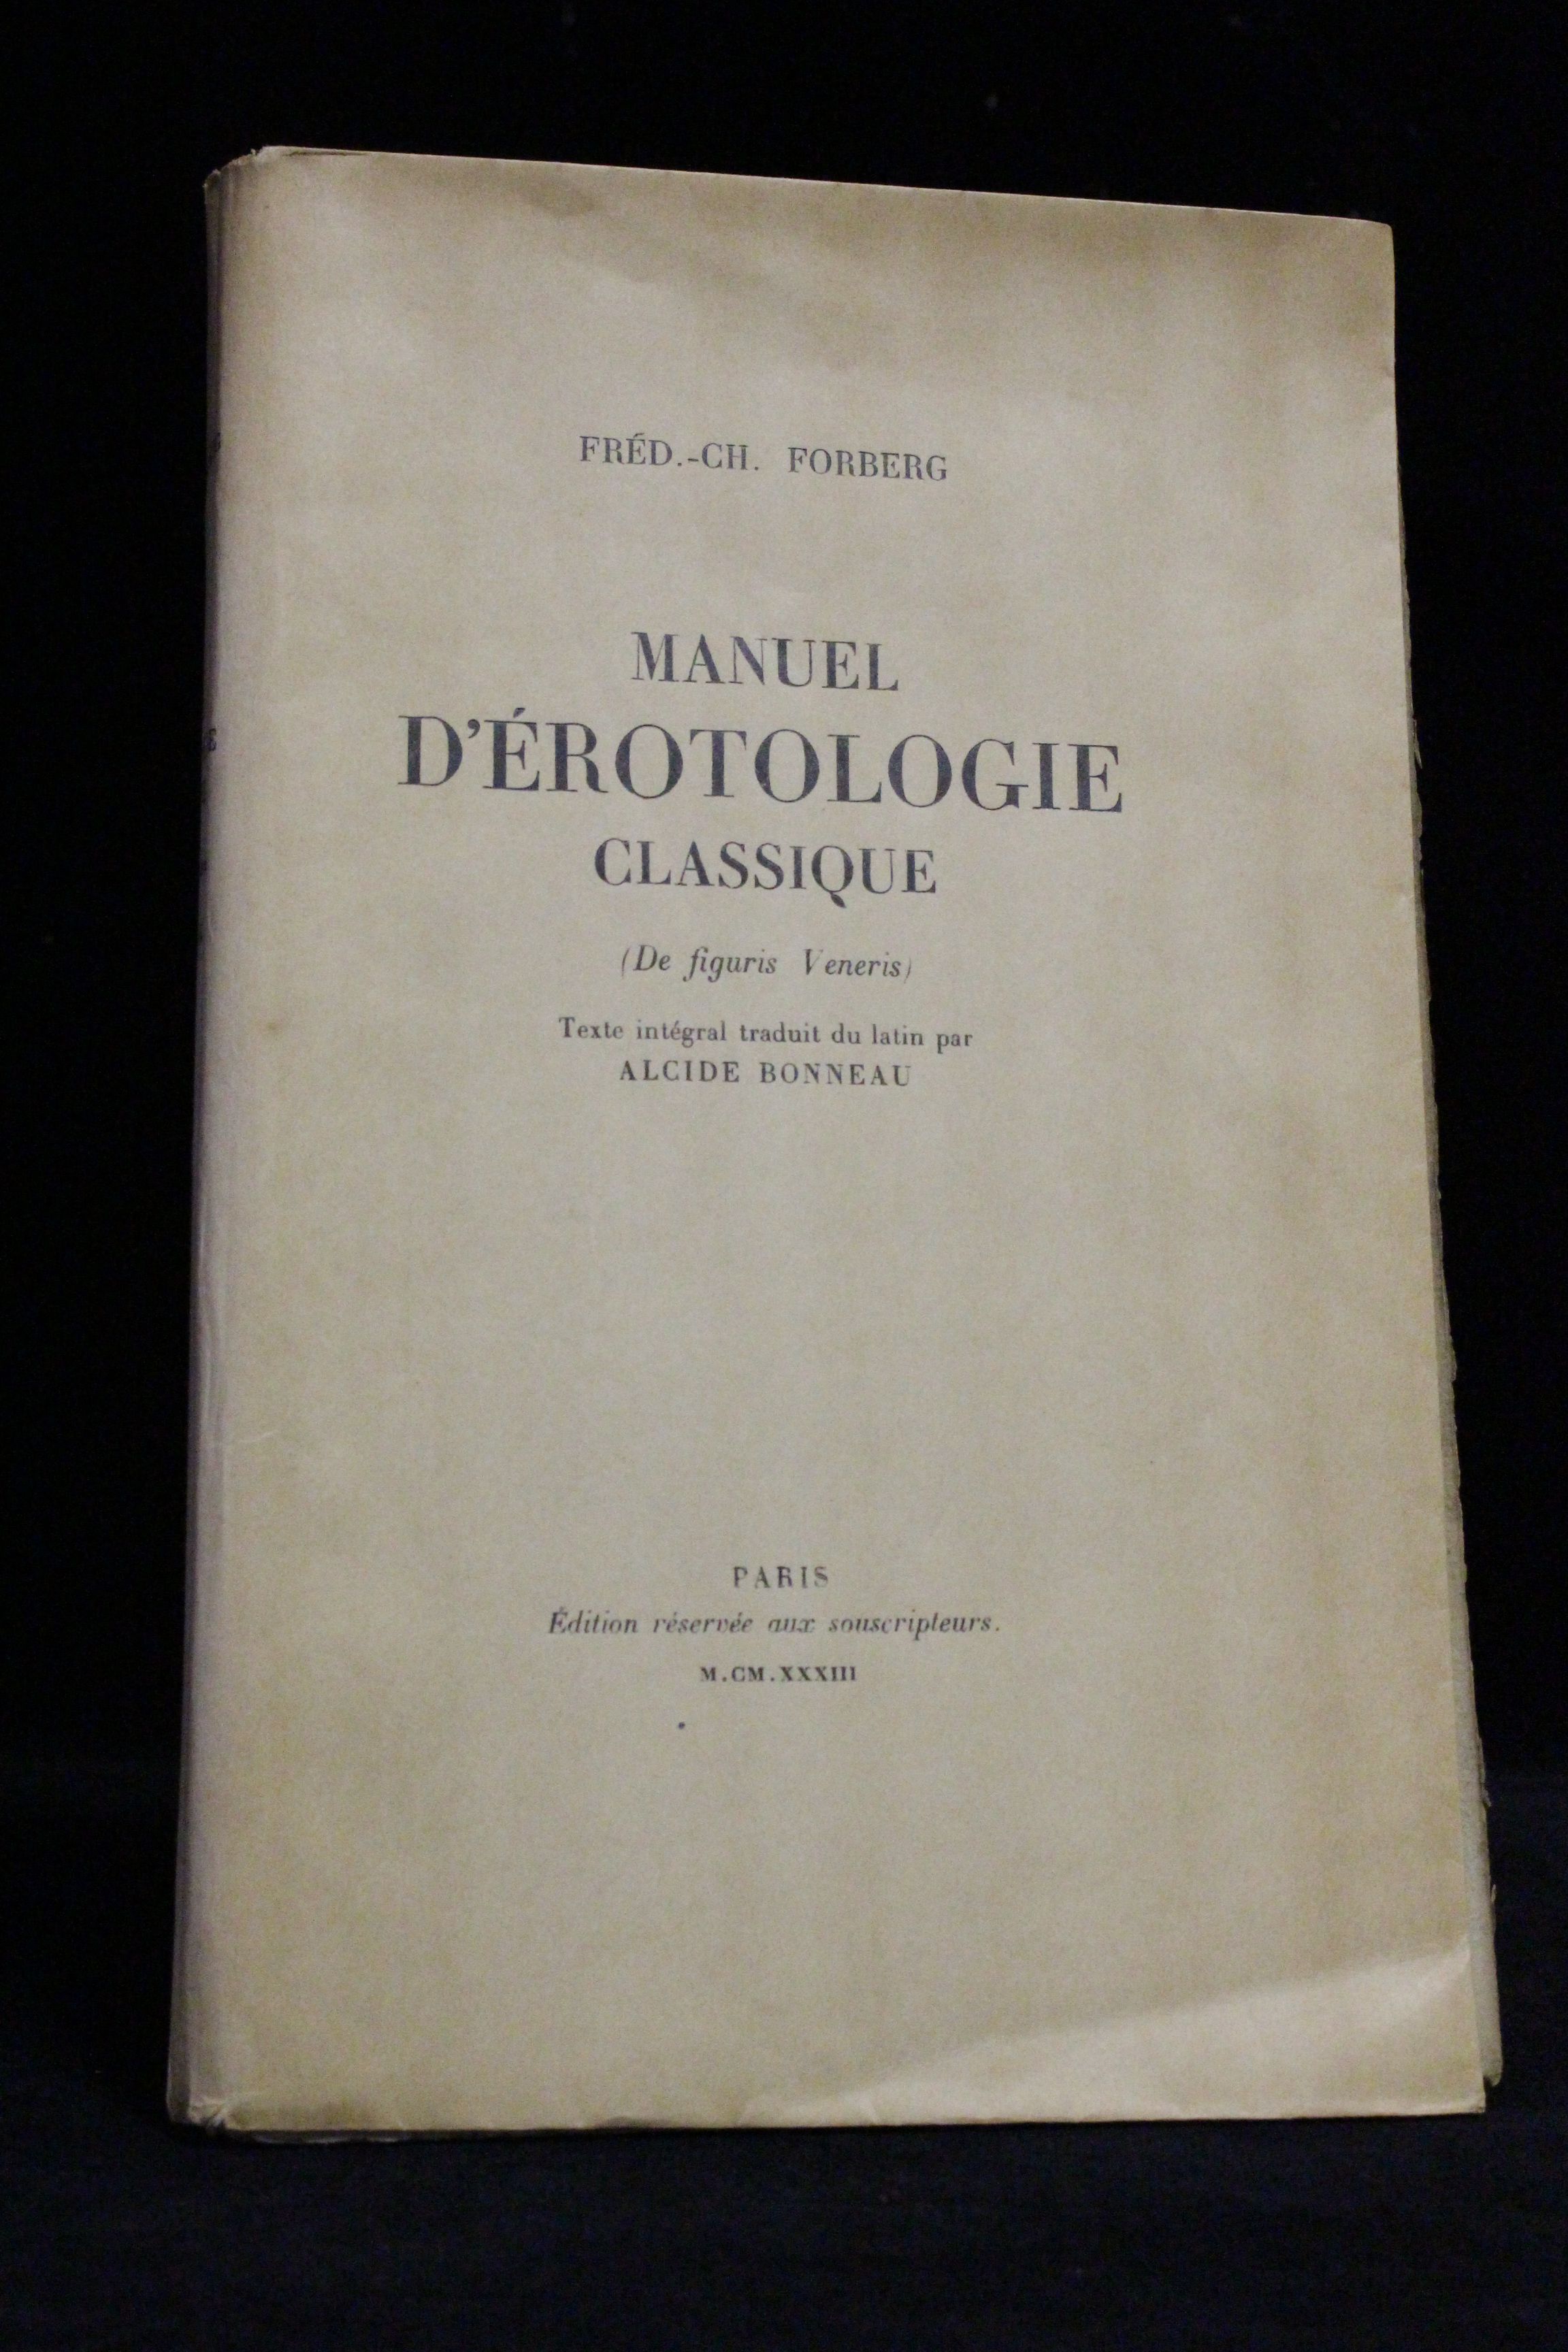 FRÉD.-CH. FORBERG
MANUEL
D'ÉROTOLOGIE
CLASSIQUE
(De figuris Veneris)
Texte intégral traduit du latin par
ALCIDE BONNEAU
PARIS
Édition réservée aux souscripteurs.
M.CM.XXXIII